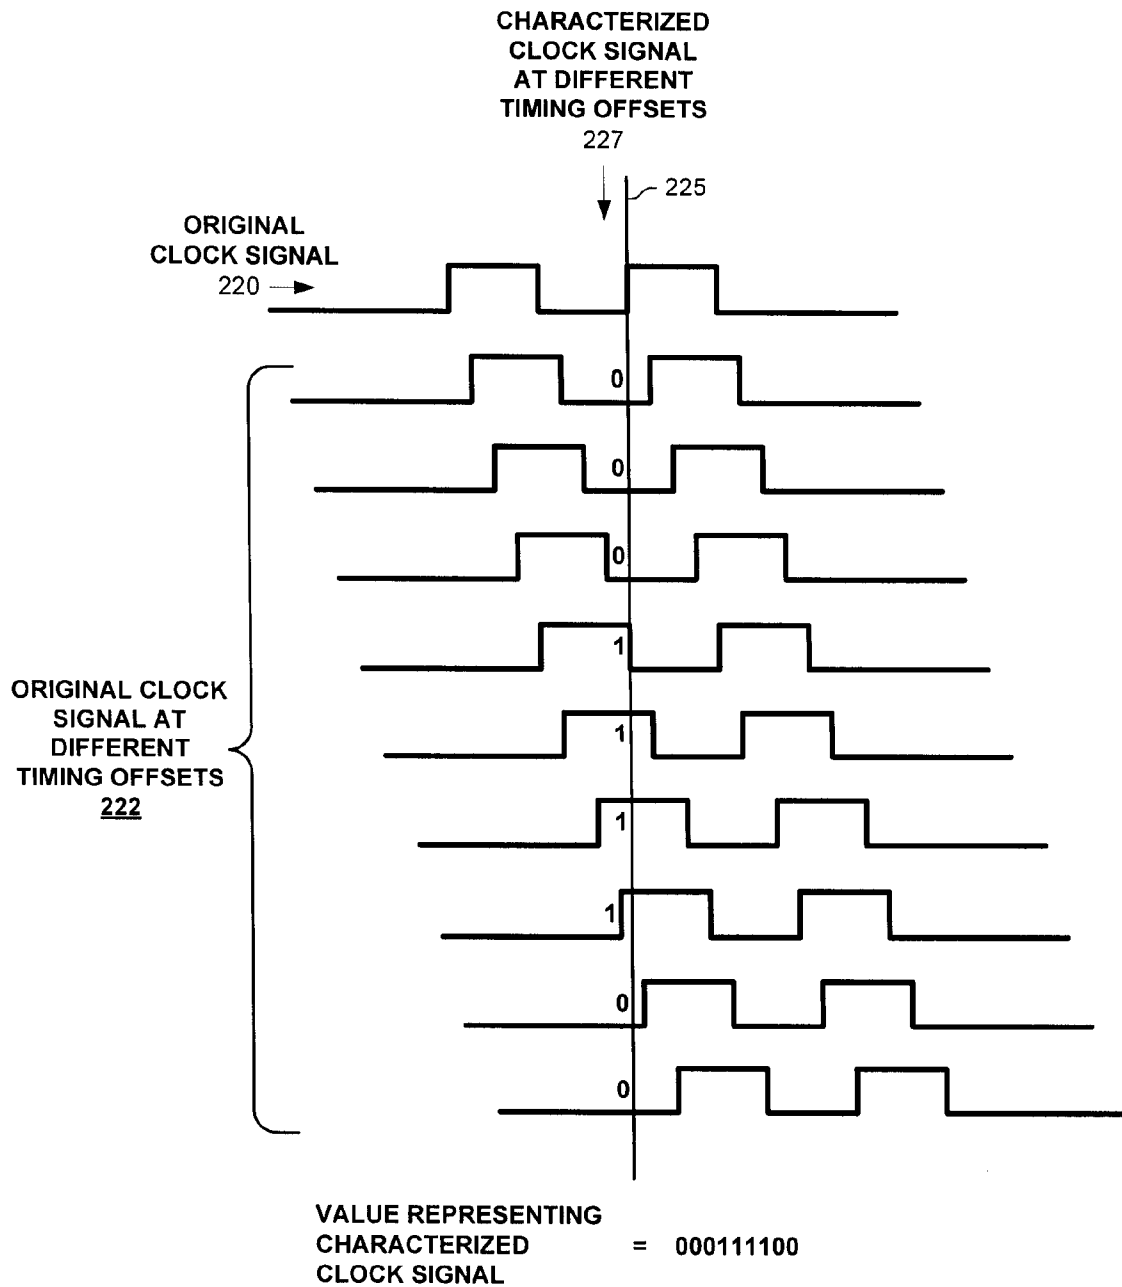 CHARACTERIZED
CLOCK SIGNAL
AT DIFFERENT
TIMING OFFSETS
227
225
ORIGINAL
CLOCK SIGNAL
220
0
0
0
1
ORIGINAL CLOCK
SIGNAL AT
DIFFERENT
TIMING OFFSETS
222
1
1
1
0
0
VALUE REPRESENTING
CHARACTERIZED = 000111100
CLOCK SIGNAL